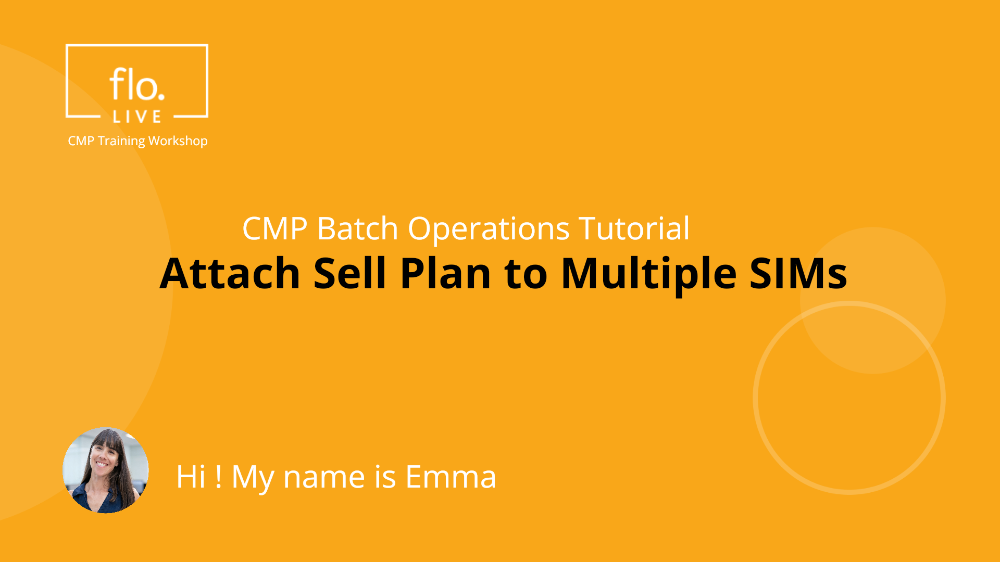 flo.
LIVE
CMP Training Workshop
CMP Batch Operations Tutorial
Attach Sell Plan to Multiple SIMs
Hi ! My name is Emma